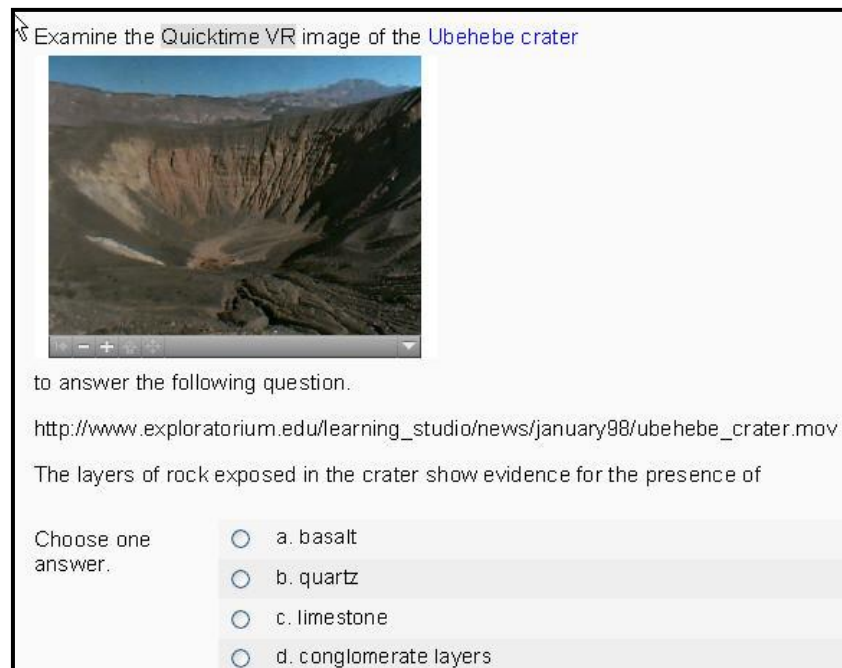 Examine the Quicktime VR image of the Ubehebe crater
to answer the following question.
http://www.exploratorium.edu/learning_studio/news/january98/ubehebe_crater.mov
The layers of rock exposed in the crater show evidence for the presence of
Choose one
answer.
a. basalt
b. quartz
c. limestone
d. conglomerate layers